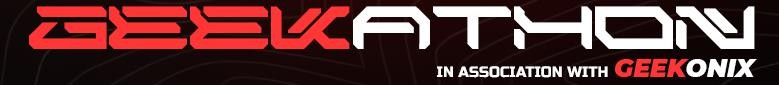 GEEKATHON
IN ASSOCIATION WITH GEEKONIX